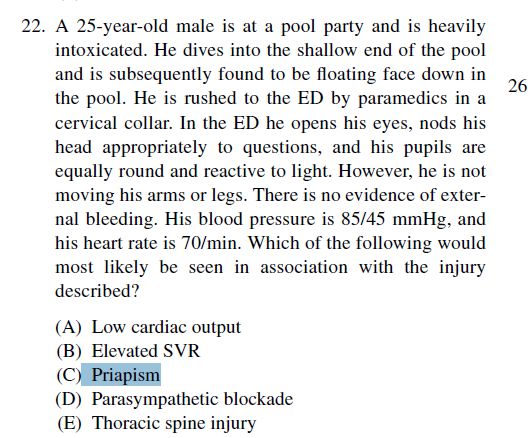 22. A 25-year-old male is at a pool party and is heavily
intoxicated. He dives into the shallow end of the pool
and is subsequently found to be floating face down in
the pool. He is rushed to the ED by paramedics in a
cervical collar. In the ED he opens his eyes, nods his
head appropriately to questions, and his pupils are
equally round and reactive to light. However, he is not
moving his arms or legs. There is no evidence of exter-
nal bleeding. His blood pressure is 85/45 mmHg, and
his heart rate is 70/min. Which of the following would
most likely be seen in association with the injury
described?
(A) Low cardiac output
(B) Elevated SVR
(C) Priapism
(D) Parasympathetic blockade
(E) Thoracic spine injury
26